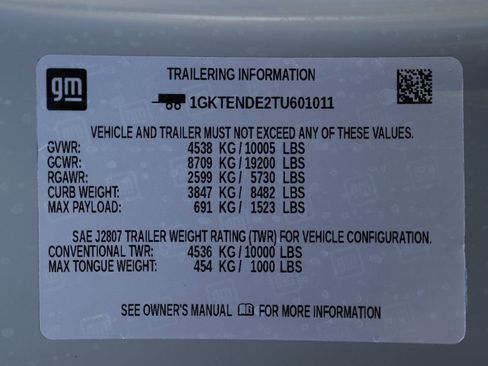 gm
TRAILERING INFORMATION
1GKTENDE2TU601011
VEHICLE AND TRAILER MUST NOT EXCEED ANY OF THESE VALUES.
GVWR: 4538 KG / 10005 LBS
GCWR: 8709 KG / 19200 LBS
RGAWR: 2599 KG / 5730 LBS
CURB WEIGHT: 3847 KG / 8482 LBS
MAX PAYLOAD: 691 KG / 1523 LBS
SAE J2807 TRAILER WEIGHT RATING (TWR) FOR VEHICLE CONFIGURATION.
CONVENTIONAL TWR: 4536 KG / 10000 LBS
MAX TONGUE WEIGHT: 454 KG / 1000 LBS
SEE OWNER'S MANUAL FOR MORE INFORMATION